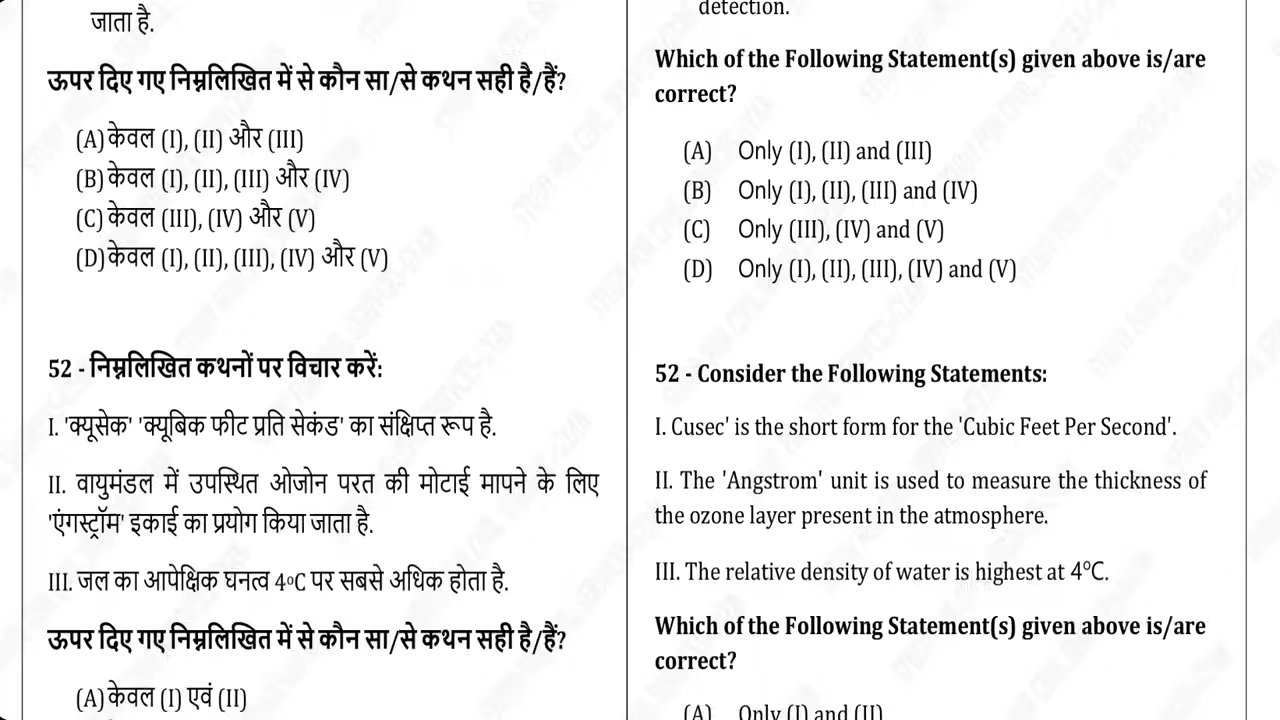 जाता है.
ऊपर दिए गए निम्नलिखित में से कौन सा/से कथन सही है/हैं?
(A) केवल (I), (II) और (III)
(B) केवल (I), (II), (III) और (IV)
(C) केवल (III), (IV) और (V)
(D) केवल (I), (II), (III), (IV) और (V)
52 - निम्नलिखित कथनों पर विचार करें:
I. 'क्यूसेक' 'क्यूबिक फीट प्रति सेकंड' का संक्षिप्त रूप है.
II. वायुमंडल में उपस्थित ओजोन परत की मोटाई मापने के लिए
'एंगस्ट्रॉम' इकाई का प्रयोग किया जाता है.
III. जल का आपेक्षिक घनत्व 4ºC पर सबसे अधिक होता है.
ऊपर दिए गए निम्नलिखित में से कौन सा/से कथन सही है/हैं?
(A) केवल (I) एवं (II)
detection.
Which of the Following Statement(s) given above is/are
correct?
(A) Only (I), (II) and (III)
(B) Only (I), (II), (III) and (IV)
(C) Only (III), (IV) and (V)
(D) Only (I), (II), (III), (IV) and (V)
52 - Consider the Following Statements:
I. Cusec' is the short form for the 'Cubic Feet Per Second'.
II. The 'Angstrom' unit is used to measure the thickness of
the ozone layer present in the atmosphere.
III. The relative density of water is highest at 4ºC.
Which of the Following Statement(s) given above is/are
correct?
(A) Only (I) and (II)